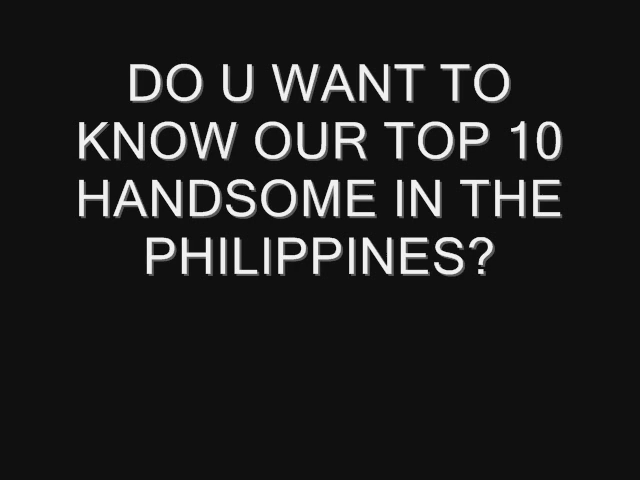 DO U WANT TO
KNOW OUR TOP 10
HANDSOME IN THE
PHILIPPINES?